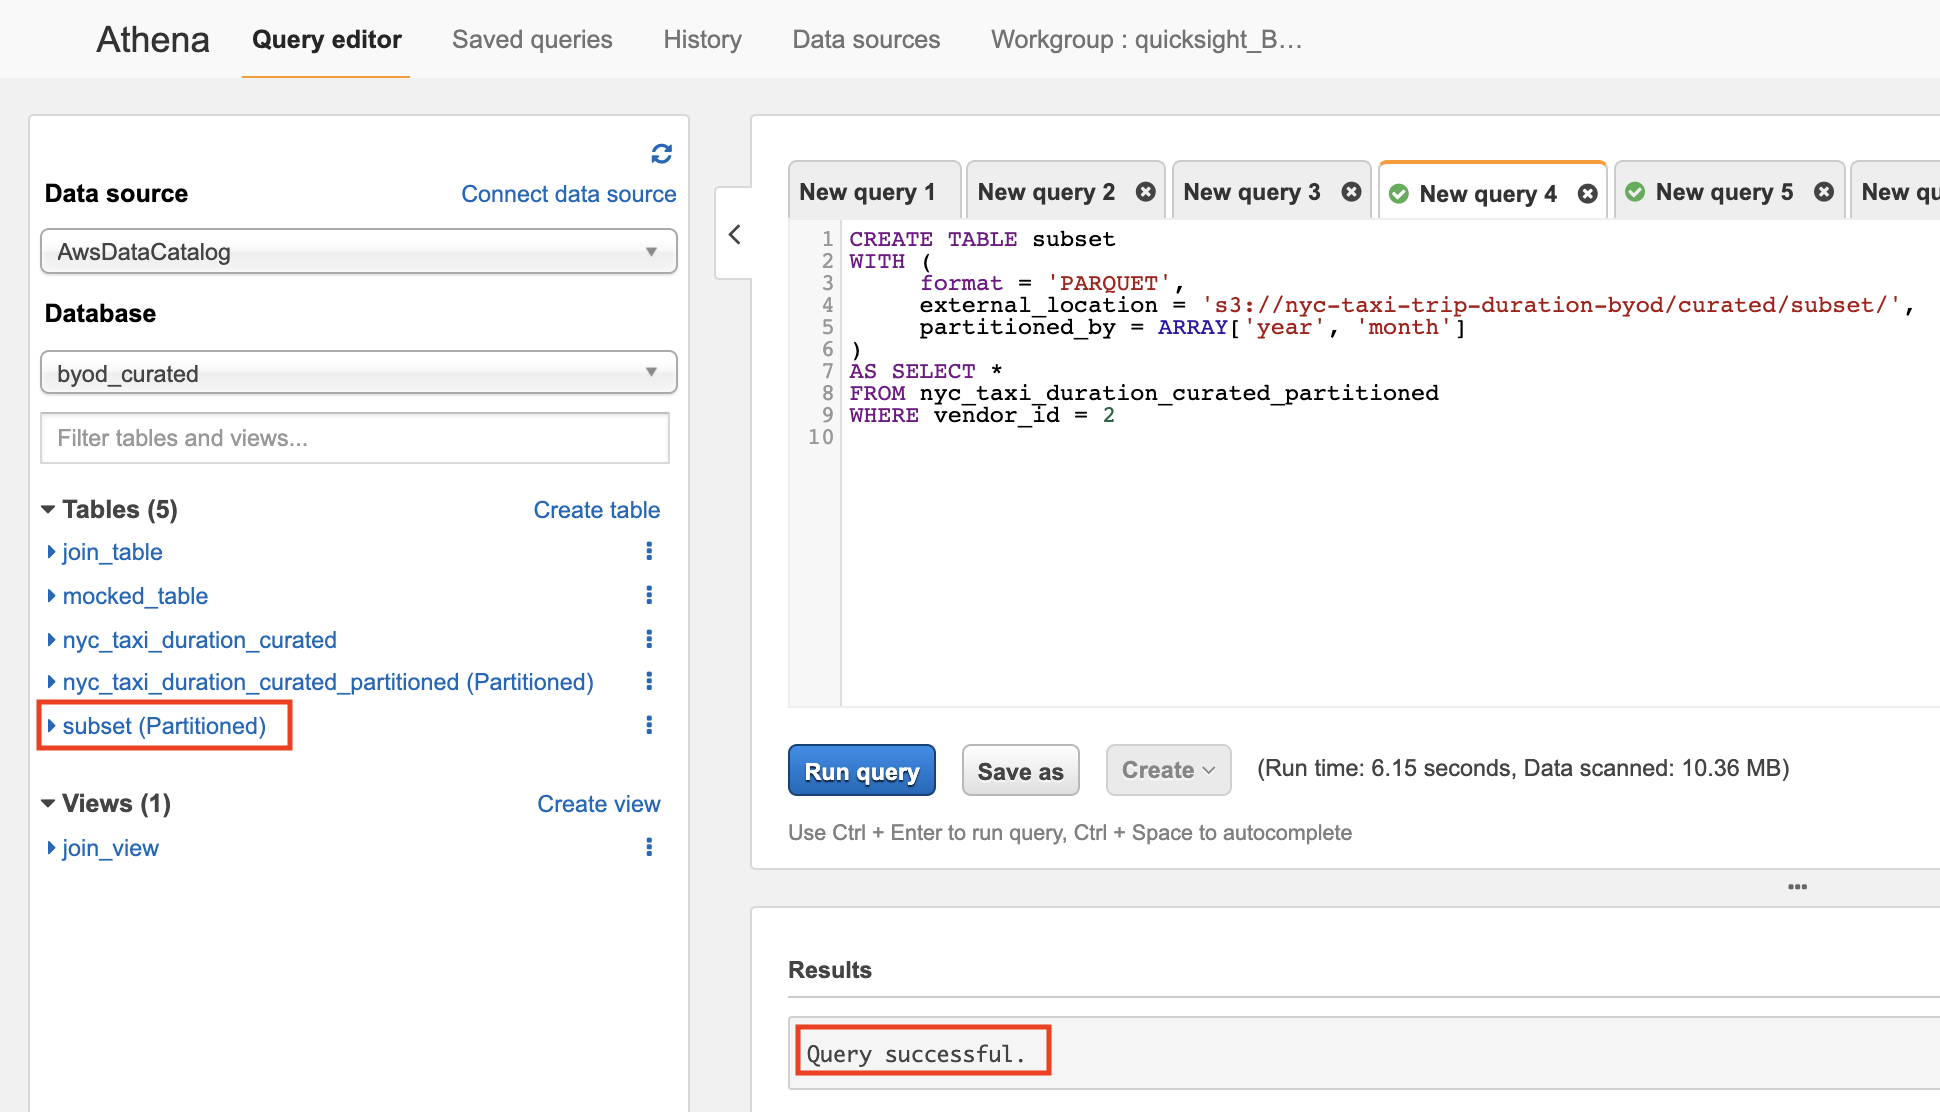 Athena Query editor Saved queries History Data sources Workgroup : quicksight_B…
Data source Connect data source
AwsDataCatalog
Database
byod_curated
Filter tables and views...
Tables (5) Create table
join_table
mocked_table
nyc_taxi_duration_curated
nyc_taxi_duration_curated_partitioned (Partitioned)
subset (Partitioned)
Views (1) Create view
join_view
New query 1 New query 2 New query 3 New query 4 New query 5 New qu
1 CREATE TABLE subset
2 WITH (
3 format = 'PARQUET',
4 external_location = 's3://nyc-taxi-trip-duration-byod/curated/subset/',
5 partitioned_by = ARRAY['year', 'month']
6 )
7 AS SELECT *
8 FROM nyc_taxi_duration_curated_partitioned
9 WHERE vendor_id = 2
10
Run query Save as Create (Run time: 6.15 seconds, Data scanned: 10.36 MB)
Use Ctrl + Enter to run query, Ctrl + Space to autocomplete
Results
Query successful.